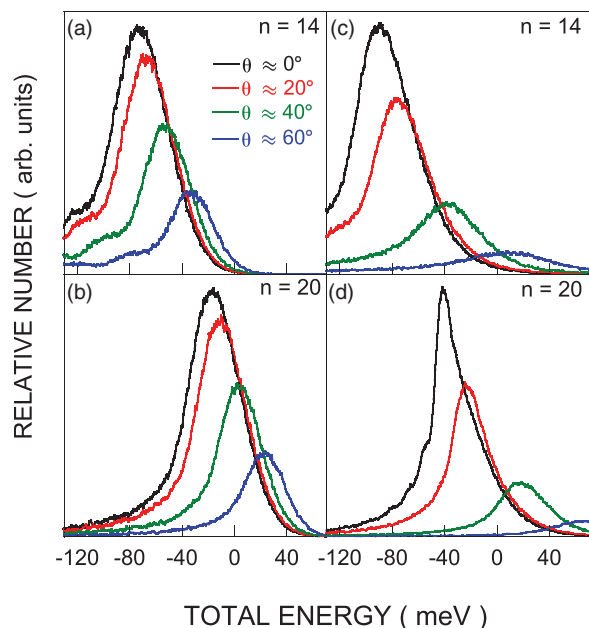 (a)
n = 14
(c)
n = 14
θ ≈ 0°
θ ≈ 20°
θ ≈ 40°
θ ≈ 60°
(b)
n = 20
(d)
n = 20
RELATIVE NUMBER ( arb. units)
-120 -80 -40 0 40 -120 -80 -40 0 40
TOTAL ENERGY ( meV )